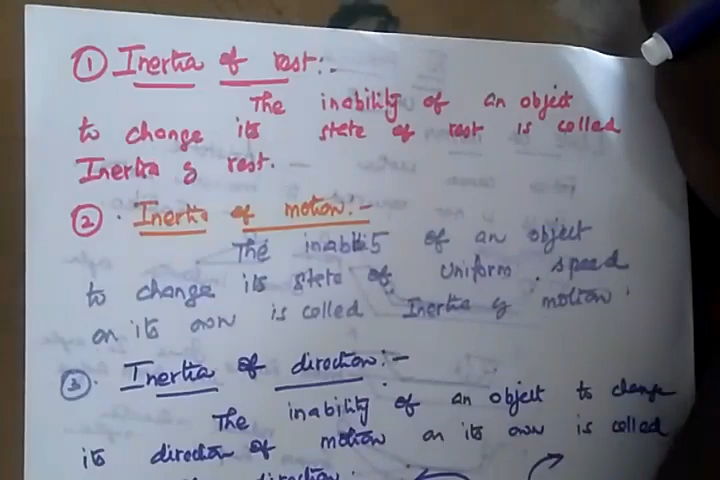 ① Inertia of rest:-
The inability of an object
to change its state of rest is called
Inertia of rest.
② . Inertia of motion:-
The inability of an object
to change its state of uniform speed
on its own is called Inertia of motion.
③. Inertia of direction:-
The inability of an object to change
its direction of motion on its own is called
direction.